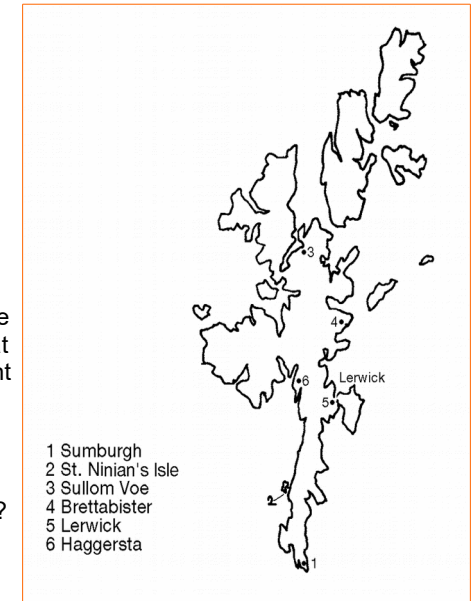 e
t
nt
?
3
4
Lerwick
6
5
2
1
1 Sumburgh
2 St. Ninian's Isle
3 Sullom Voe
4 Brettabister
5 Lerwick
6 Haggersta